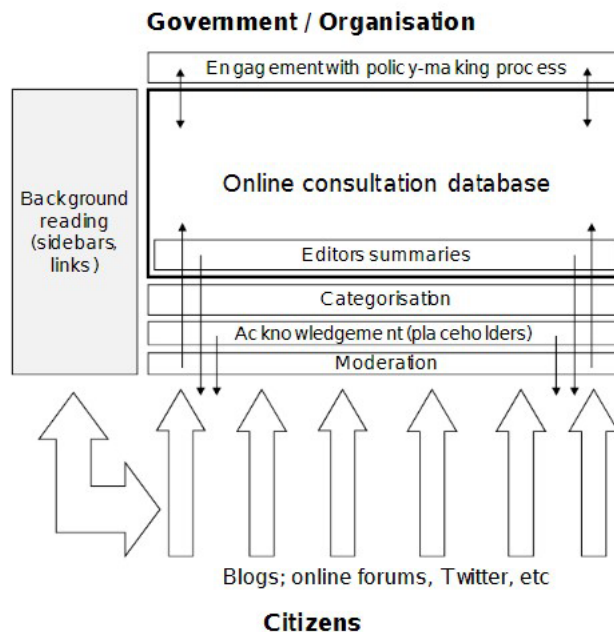 Government / Organisation
Engagement with policy-making process
Background
reading
(sidebars,
links)
Online consultation database
Editors summaries
Categorisation
Acknowledgement (placeholders)
Moderation
Blogs; online forums, Twitter, etc
Citizens